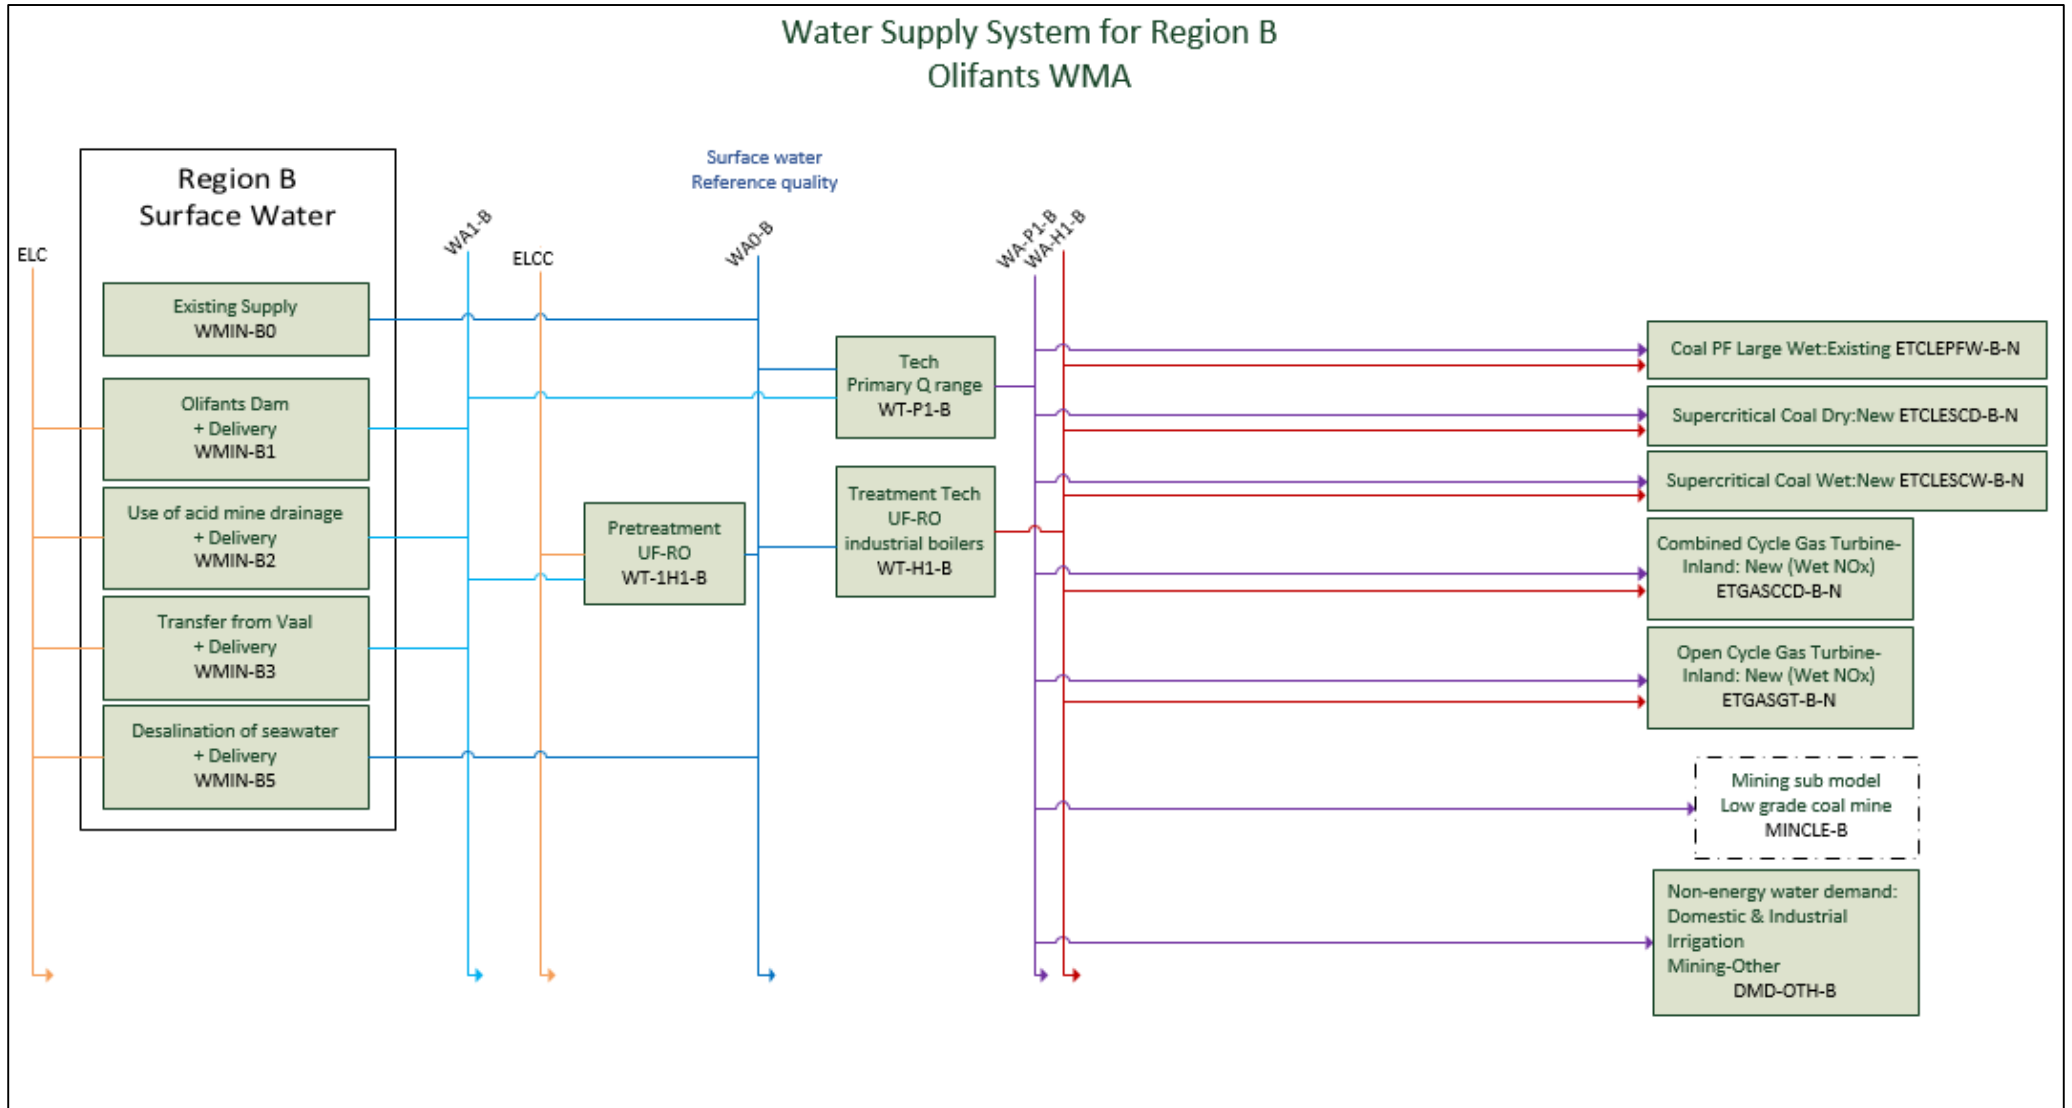 Water Supply System for Region B
Olifants WMA
Surface water
Reference quality
Region B
Surface Water
ELC
WA1-B
ELCC
WA0-B
WA-P1-B
WA-H1-B
Existing Supply
WMIN-B0
Olifants Dam
+ Delivery
WMIN-B1
Use of acid mine drainage
+ Delivery
WMIN-B2
Transfer from Vaal
+ Delivery
WMIN-B3
Desalination of seawater
+ Delivery
WMIN-B5
Pretreatment
UF-RO
WT-1H1-B
Tech
Primary Q range
WT-P1-B
Treatment Tech
UF-RO
industrial boilers
WT-H1-B
Coal PF Large Wet:Existing ETCLEPFW-B-N
Supercritical Coal Dry:New ETCLESCD-B-N
Supercritical Coal Wet:New ETCLESCW-B-N
Combined Cycle Gas Turbine-
Inland: New (Wet NOx)
ETGASCCD-B-N
Open Cycle Gas Turbine-
Inland: New (Wet NOx)
ETGASGT-B-N
Mining sub model
Low grade coal mine
MINCLE-B
Non-energy water demand:
Domestic & Industrial
Irrigation
Mining-Other
DMD-OTH-B